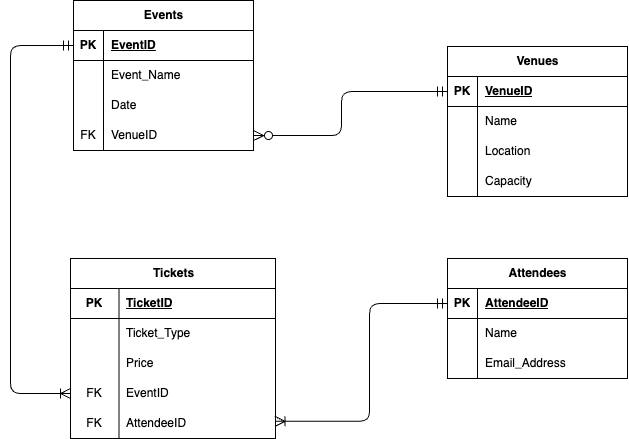 Events
PK EventID
Event_Name
Date
FK VenueID
Venues
PK VenueID
Name
Location
Capacity
Tickets
PK TicketID
Ticket_Type
Price
FK EventID
FK AttendeeID
Attendees
PK AttendeeID
Name
Email_Address